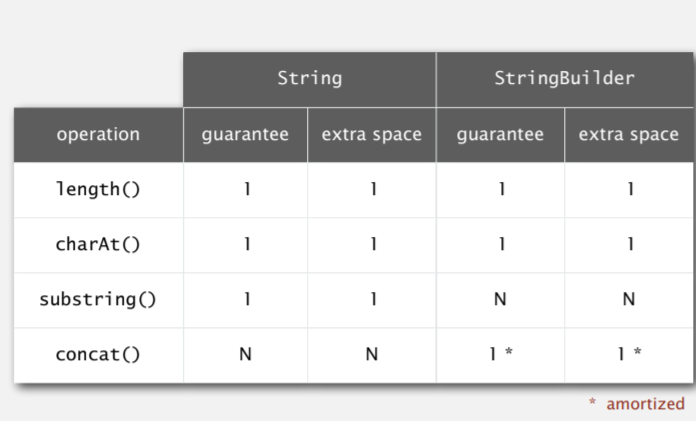 String StringBuilder
operation guarantee extra space guarantee extra space
length() 1 1 1 1
charAt() 1 1 1 1
substring() 1 1 N N
concat() N N 1 * 1 *
* amortized